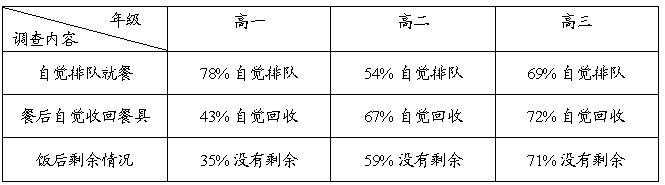 年级
调查内容
高一 高二 高三
自觉排队就餐 78% 自觉排队 54% 自觉排队 69% 自觉排队
餐后自觉收回餐具 43% 自觉回收 67% 自觉回收 72% 自觉回收
饭后剩余情况 35% 没有剩余 59% 没有剩余 71% 没有剩余